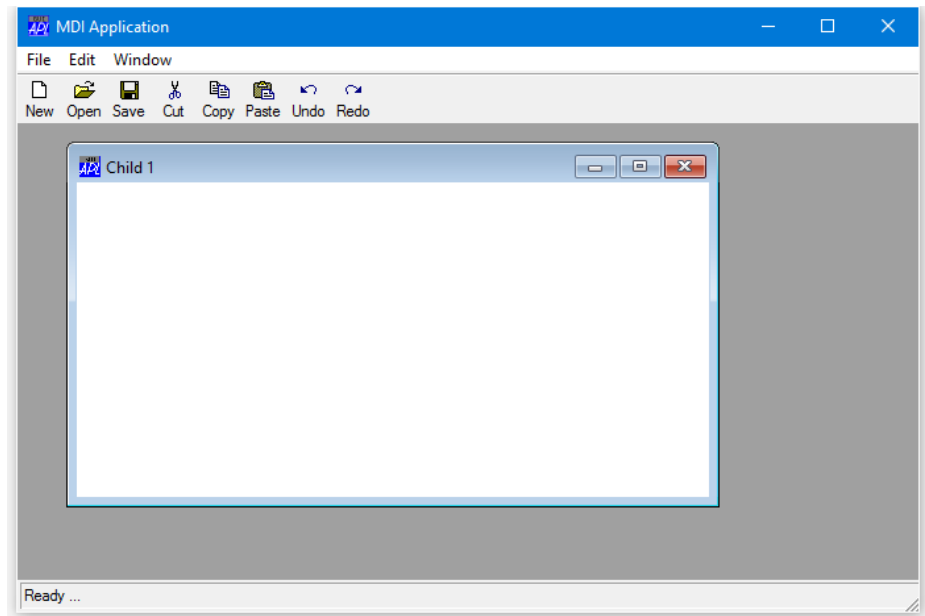 MDI Application
File Edit Window
New Open Save Cut Copy Paste Undo Redo
Child 1
Ready ...